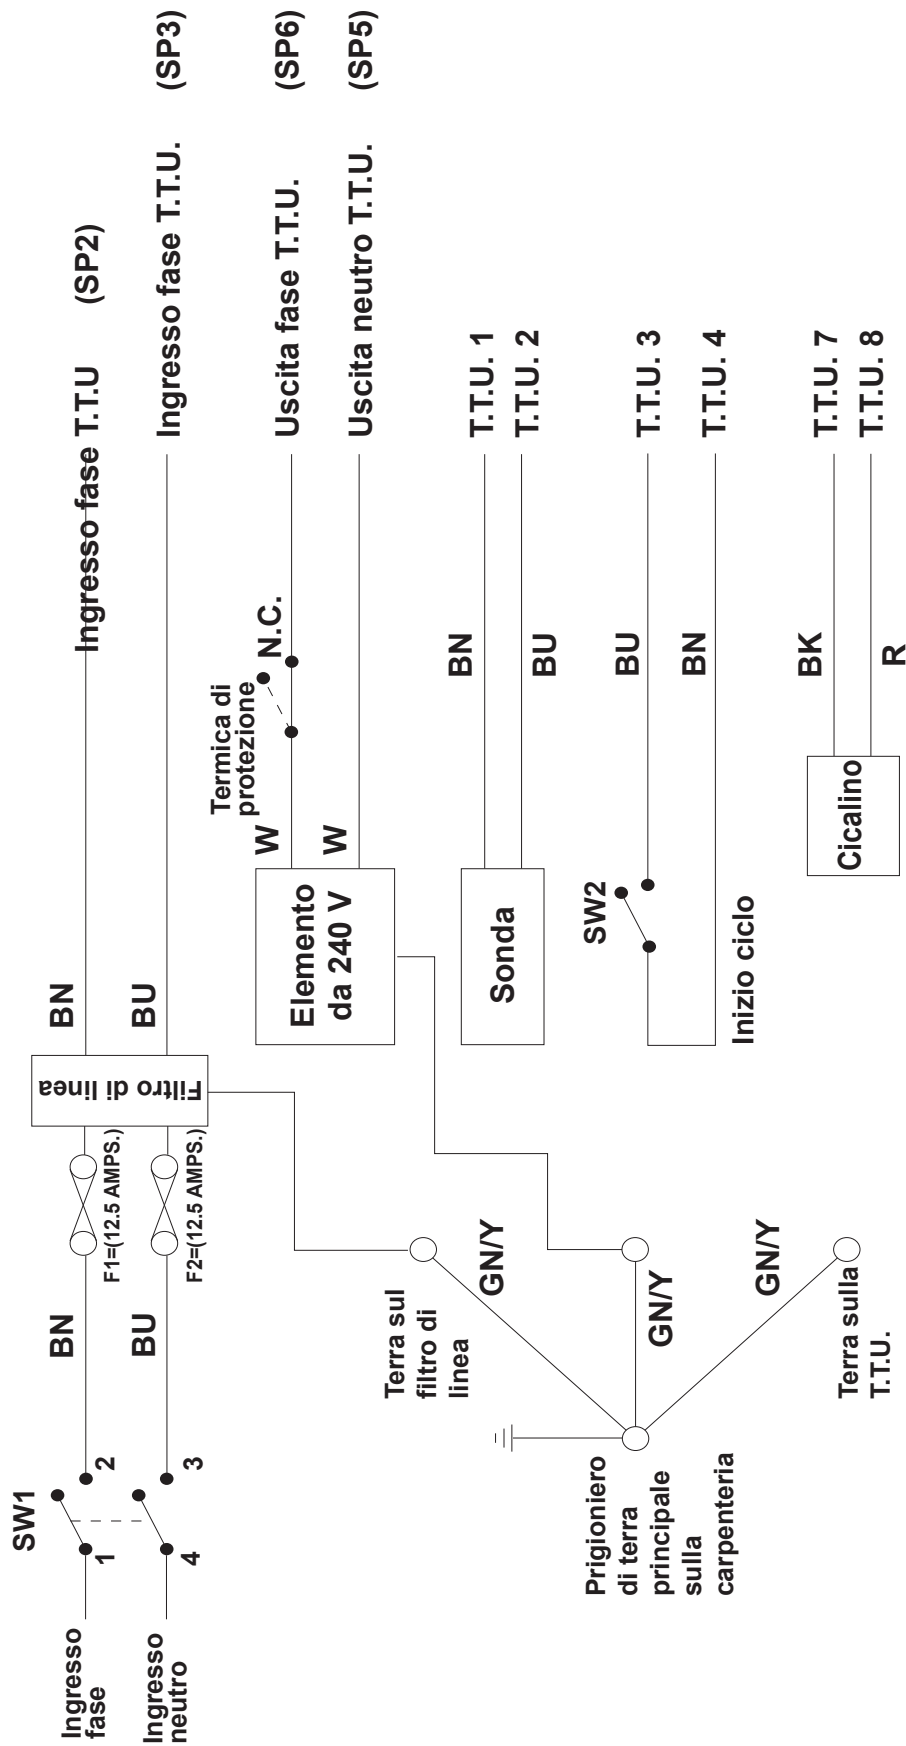 Ingresso
fase
Ingresso
neutro
SW1
1
2
4
3
BN
BU
F1=(12.5 AMPS.)
F2=(12.5 AMPS.)
Filtro di linea
BN
BU
Ingresso fase T.T.U (SP2)
Ingresso fase T.T.U. (SP3)
Elemento
da 240 V
W
W
Termica di
protezione
N.C.
Uscita fase T.T.U. (SP6)
Uscita neutro T.T.U. (SP5)
Terra sul
filtro di
linea
GN/Y
GN/Y
GN/Y
Prigioniero
di terra
principale
sulla
carpenteria
Terra sulla
T.T.U.
Sonda
BN
BU
T.T.U. 1
T.T.U. 2
SW2
Inizio ciclo
BU
BN
T.T.U. 3
T.T.U. 4
Cicalino
BK
R
T.T.U. 7
T.T.U. 8